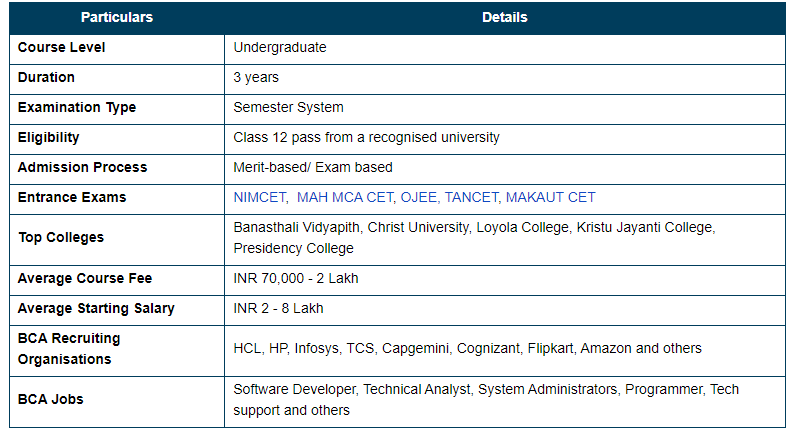 Particulars Details
Course Level Undergraduate
Duration 3 years
Examination Type Semester System
Eligibility Class 12 pass from a recognised university
Admission Process Merit-based/ Exam based
Entrance Exams NIMCET, MAH MCA CET, OJEE, TANCET, MAKAUT CET
Top Colleges
Banasthali Vidyapith, Christ University, Loyola College, Kristu Jayanti College,
Presidency College
Average Course Fee INR 70,000 - 2 Lakh
Average Starting Salary INR 2 - 8 Lakh
BCA Recruiting
Organisations
HCL, HP, Infosys, TCS, Capgemini, Cognizant, Flipkart, Amazon and others
BCA Jobs
Software Developer, Technical Analyst, System Administrators, Programmer, Tech
support and others